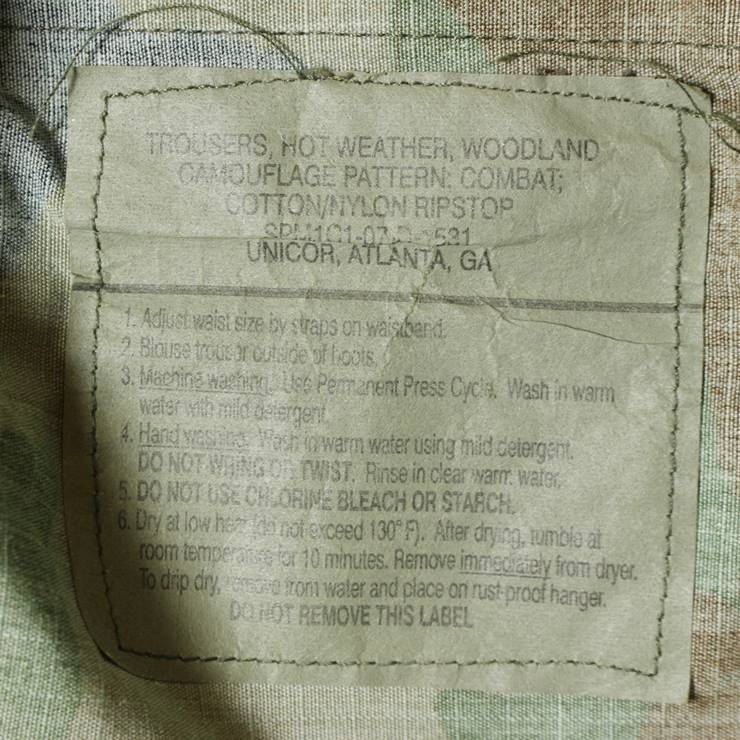 TROUSERS, HOT WEATHER, WOODLAND
CAMOUFLAGE PATTERN: COMBAT;
COTTON/NYLON RIPSTOP
UNICOR, ATLANTA, GA
1. Adjust waist size by straps on waistband.
2. Blouse trouser outside of boots.
3. Machine washing. Use Permanent Press Cycle. Wash in warm
water with mild detergent.
4. Hand washing. Wash in warm water using mild detergent.
DO NOT WRING OR TWIST. Rinse in clear warm water.
5. DO NOT USE CHLORINE BLEACH OR STARCH.
6. Dry at low heat (do not exceed 130° F). After drying, tumble at
room temperature for 10 minutes. Remove immediately from dryer.
To drip dry, remove from water and place on rust-proof hanger.
DO NOT REMOVE THIS LABEL